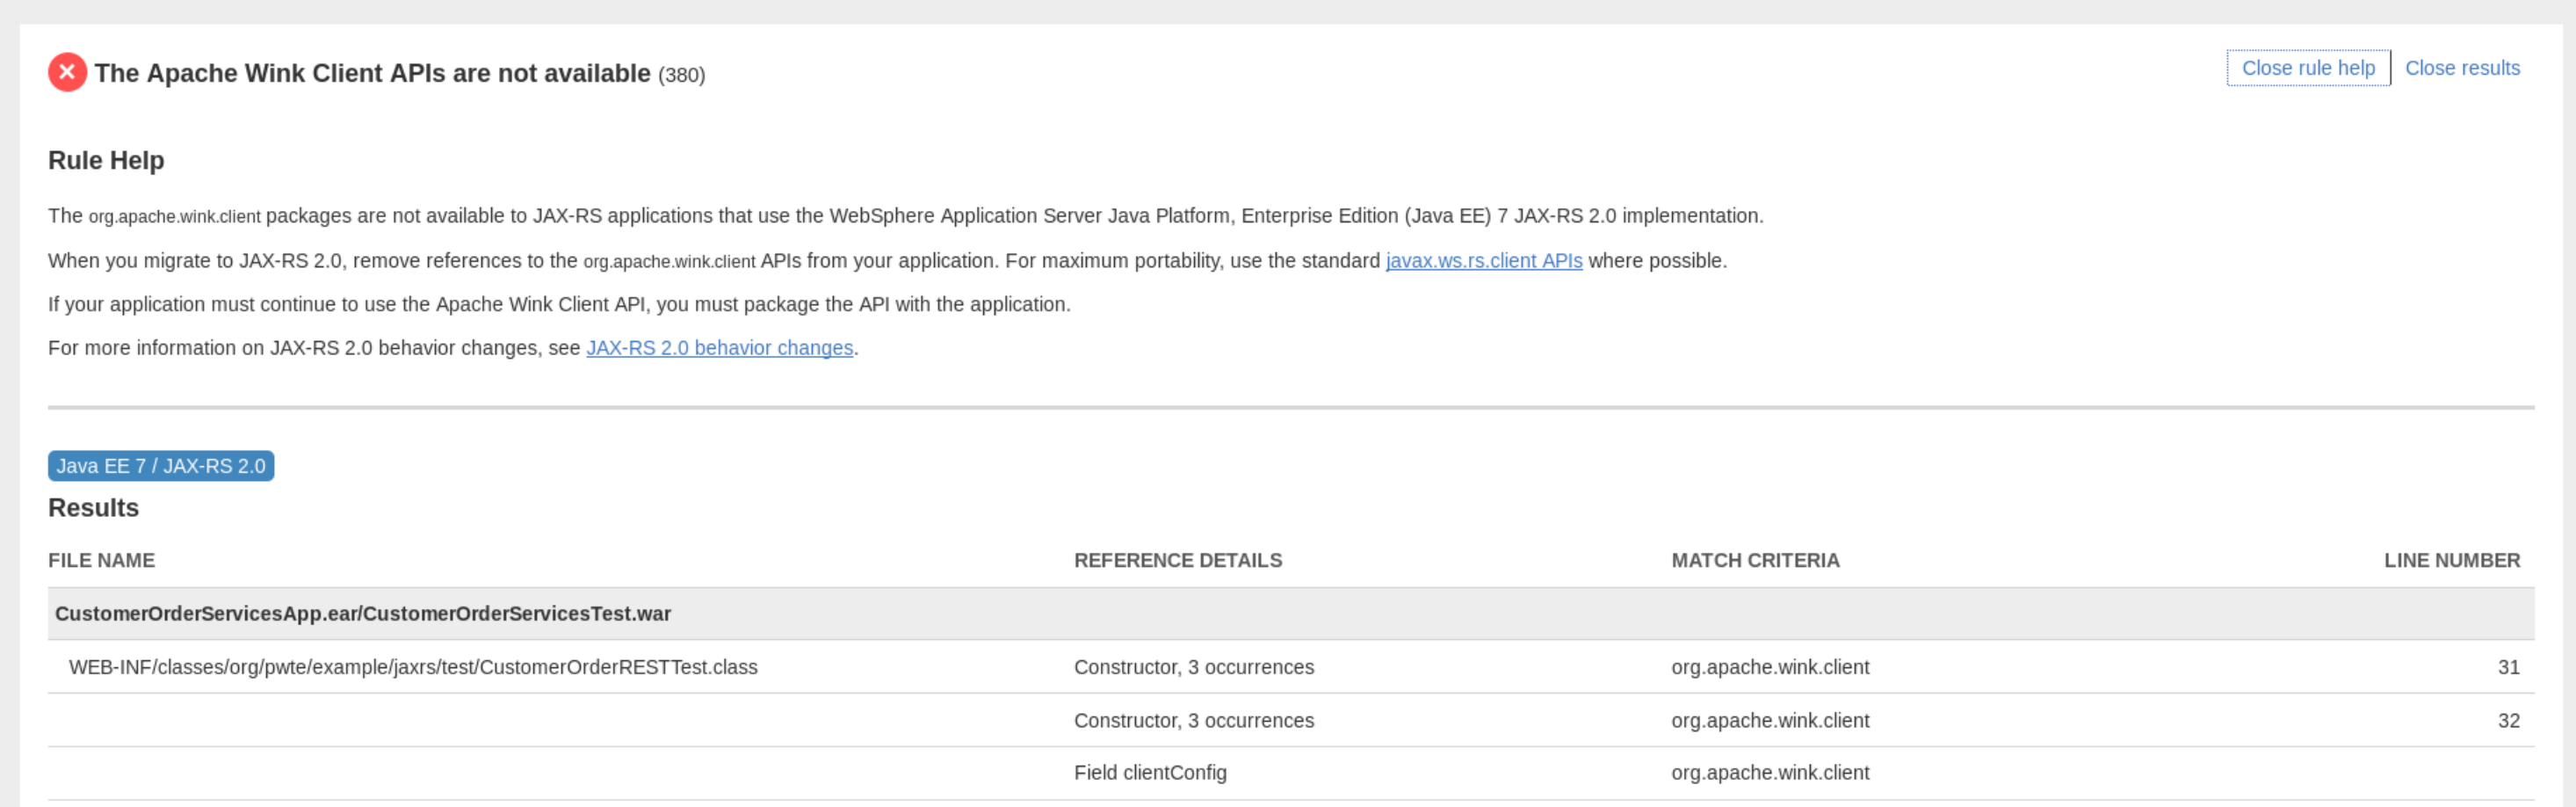 The Apache Wink Client APIs are not available (380)
Close rule help Close results
Rule Help
The org.apache.wink.client packages are not available to JAX-RS applications that use the WebSphere Application Server Java Platform, Enterprise Edition (Java EE) 7 JAX-RS 2.0 implementation.
When you migrate to JAX-RS 2.0, remove references to the org.apache.wink.client APIs from your application. For maximum portability, use the standard javax.ws.rs.client APIs where possible.
If your application must continue to use the Apache Wink Client API, you must package the API with the application.
For more information on JAX-RS 2.0 behavior changes, see JAX-RS 2.0 behavior changes.
Java EE 7 / JAX-RS 2.0
Results
FILE NAME REFERENCE DETAILS MATCH CRITERIA LINE NUMBER
CustomerOrderServicesApp.ear/CustomerOrderServicesTest.war
WEB-INF/classes/org/pwte/example/jaxrs/test/CustomerOrderRESTTest.class Constructor, 3 occurrences org.apache.wink.client 31
Constructor, 3 occurrences org.apache.wink.client 32
Field clientConfig org.apache.wink.client